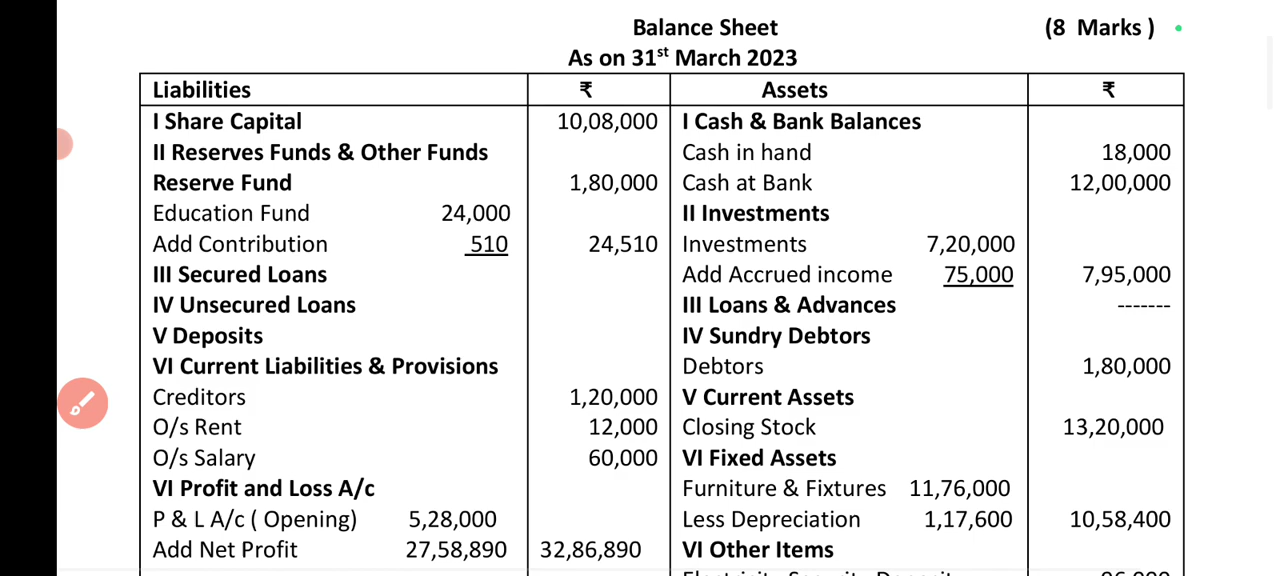 Balance Sheet (8 Marks )
As on 31st March 2023
Liabilities ₹ Assets ₹
I Share Capital 10,08,000 I Cash & Bank Balances
II Reserves Funds & Other Funds Cash in hand 18,000
Reserve Fund 1,80,000 Cash at Bank 12,00,000
Education Fund 24,000 II Investments
Add Contribution 510 24,510 Investments 7,20,000
III Secured Loans Add Accrued income 75,000 7,95,000
IV Unsecured Loans III Loans & Advances -------
V Deposits IV Sundry Debtors
VI Current Liabilities & Provisions Debtors 1,80,000
Creditors 1,20,000 V Current Assets
O/s Rent 12,000 Closing Stock 13,20,000
O/s Salary 60,000 VI Fixed Assets
VI Profit and Loss A/c Furniture & Fixtures 11,76,000
P & L A/c ( Opening) 5,28,000 Less Depreciation 1,17,600 10,58,400
Add Net Profit 27,58,890 32,86,890 VI Other Items